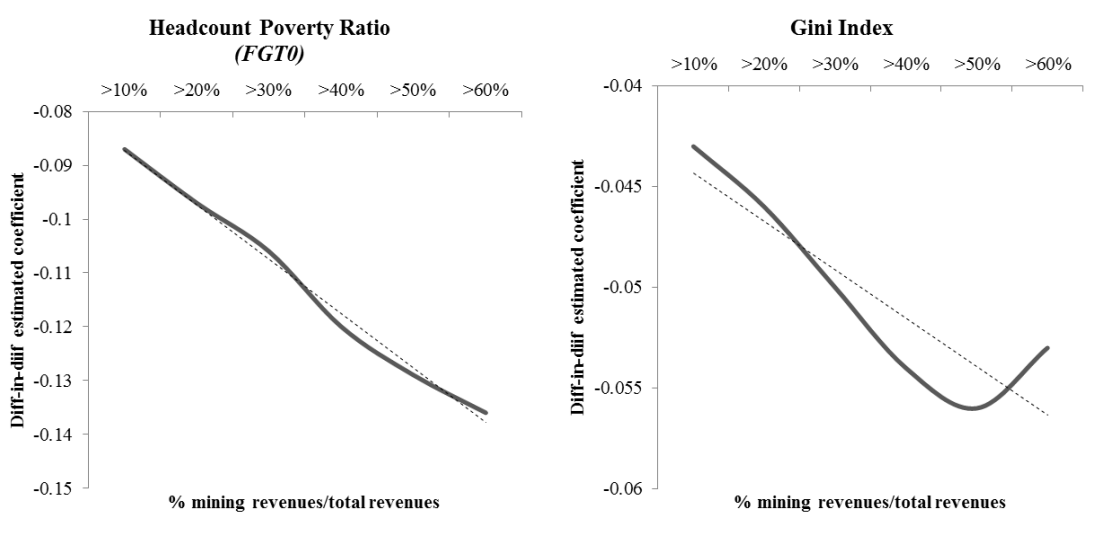 Headcount Poverty Ratio
(FGT0)
>10% >20% >30% >40% >50% >60%
-0.08
-0.09
-0.1
-0.11
-0.12
-0.13
-0.14
-0.15
Diff-in-diif estimated coefficient
% mining revenues/total revenues
Gini Index
>10% >20% >30% >40% >50% >60%
-0.04
-0.045
-0.05
-0.055
-0.06
Diff-in-diif estimated coefficient
% mining revenues/total revenues